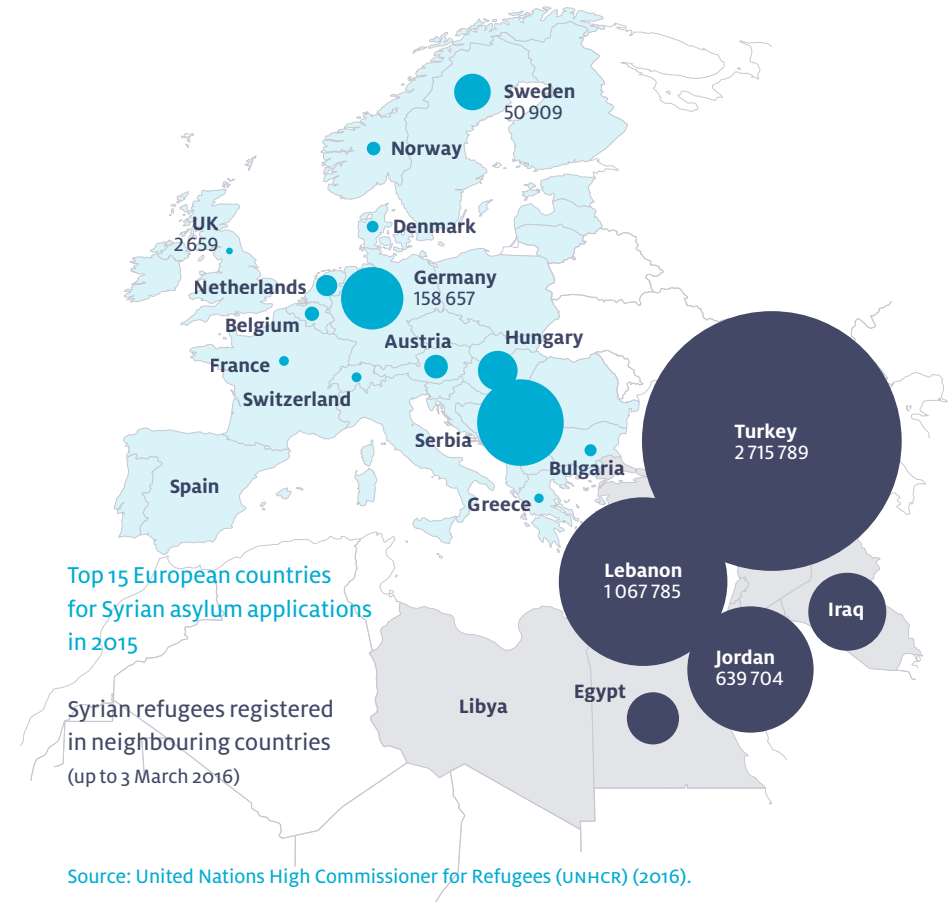 Sweden
50 909
Norway
UK
2 659
Denmark
Netherlands
Germany
158 657
Belgium
Austria
Hungary
France
Switzerland
Serbia
Bulgaria
Spain
Greece
Turkey
2 715 789
Lebanon
1 067 785
Iraq
Jordan
639 704
Egypt
Libya
Top 15 European countries
for Syrian asylum applications
in 2015
Syrian refugees registered
in neighbouring countries
(up to 3 March 2016)
Source: United Nations High Commissioner for Refugees (UNHCR) (2016).